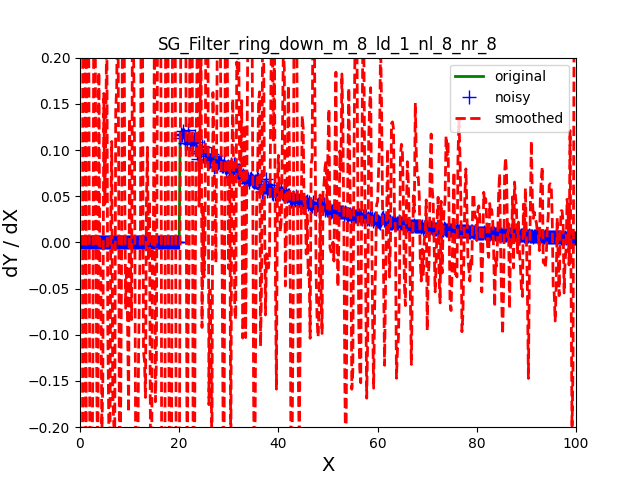 SG_Filter_ring_down_m_8_ld_1_nl_8_nr_8
0.20
0.15
0.10
0.05
0.00
−0.05
−0.10
−0.15
−0.20
dY / dX
original
noisy
smoothed
0 20 40 60 80 100
X